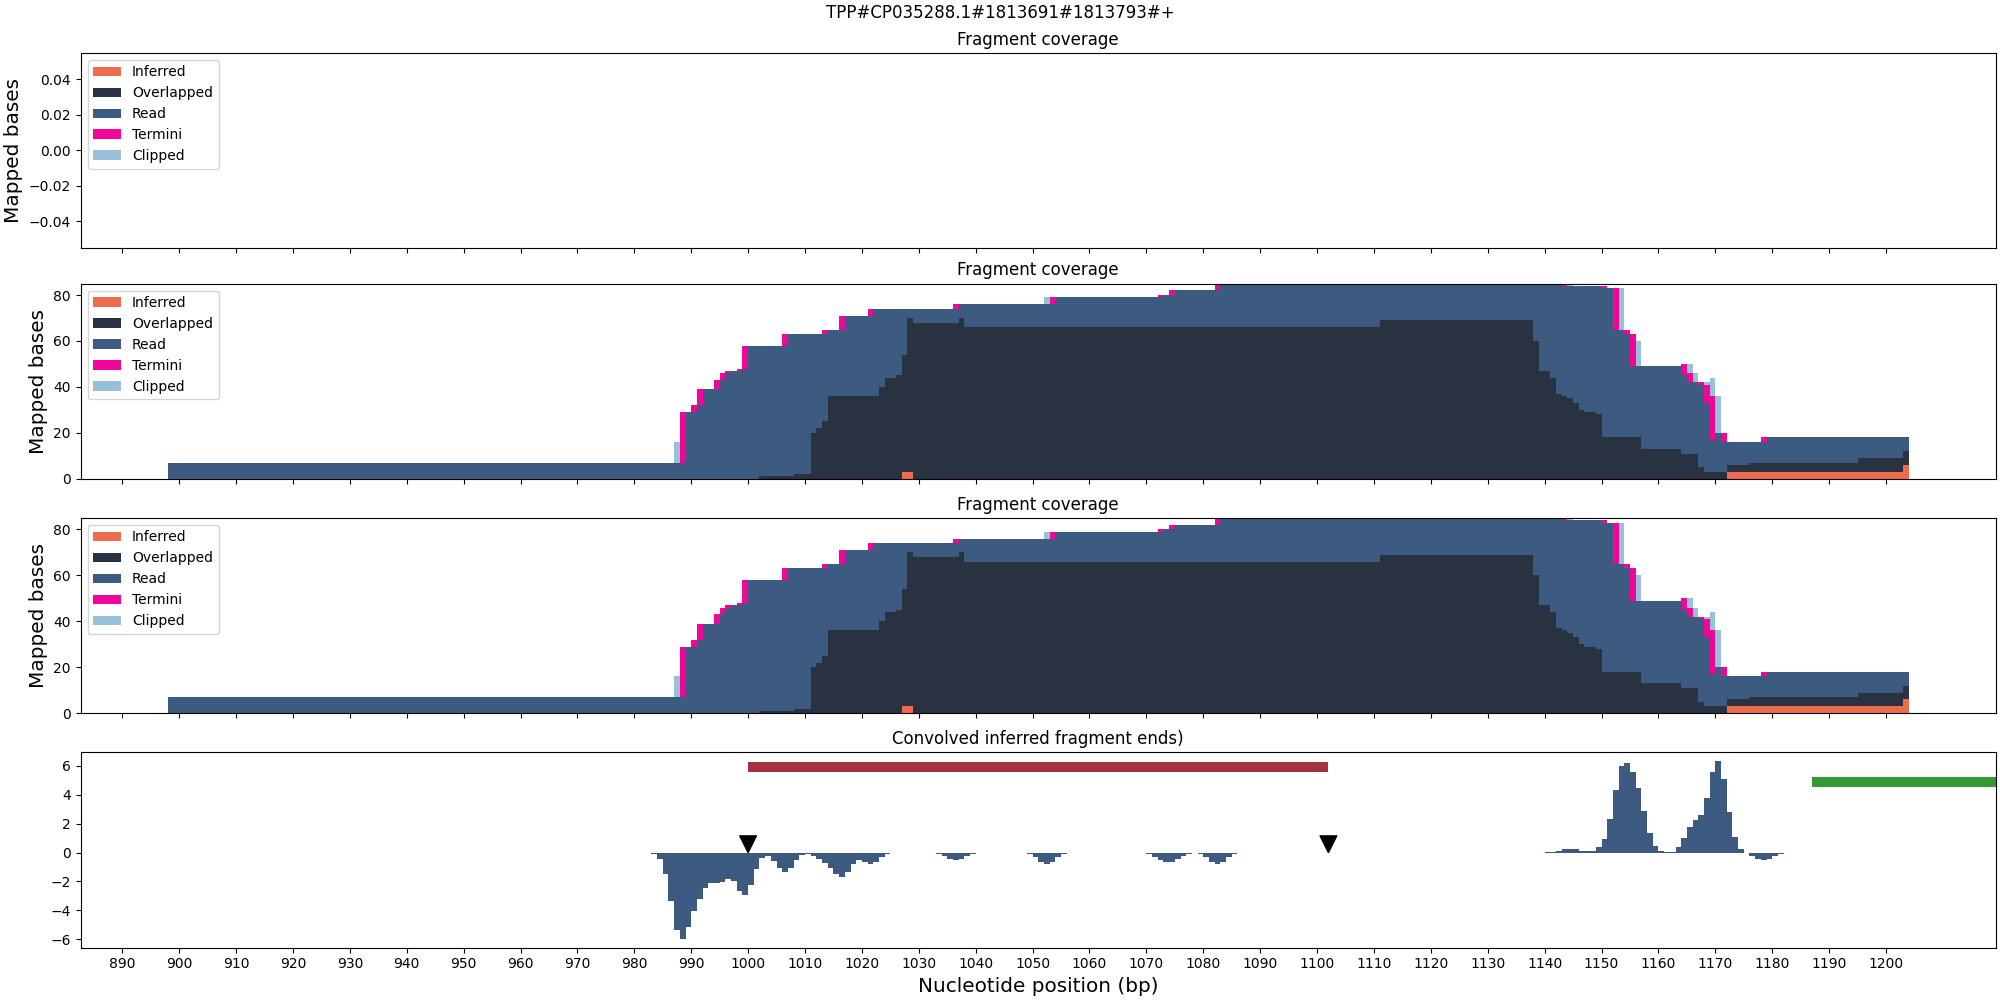 TPP#CP035288.1#1813691#1813793#+
Fragment coverage
Mapped bases
0.04
0.02
0.00
−0.02
−0.04
Inferred
Overlapped
Read
Termini
Clipped
Fragment coverage
Mapped bases
80
60
40
20
0
Inferred
Overlapped
Read
Termini
Clipped
Fragment coverage
Mapped bases
80
60
40
20
0
Inferred
Overlapped
Read
Termini
Clipped
Convolved inferred fragment ends)
6
4
2
0
−2
−4
−6
890 900 910 920 930 940 950 960 970 980 990 1000 1010 1020 1030 1040 1050 1060 1070 1080 1090 1100 1110 1120 1130 1140 1150 1160 1170 1180 1190 1200
Nucleotide position (bp)